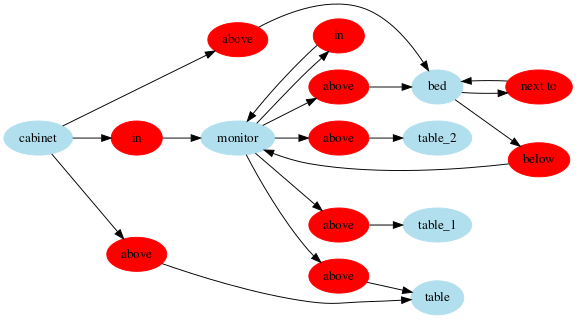 above
in
above
bed
next to
cabinet
in
monitor
above
table_2
below
above
table_1
above
above
table